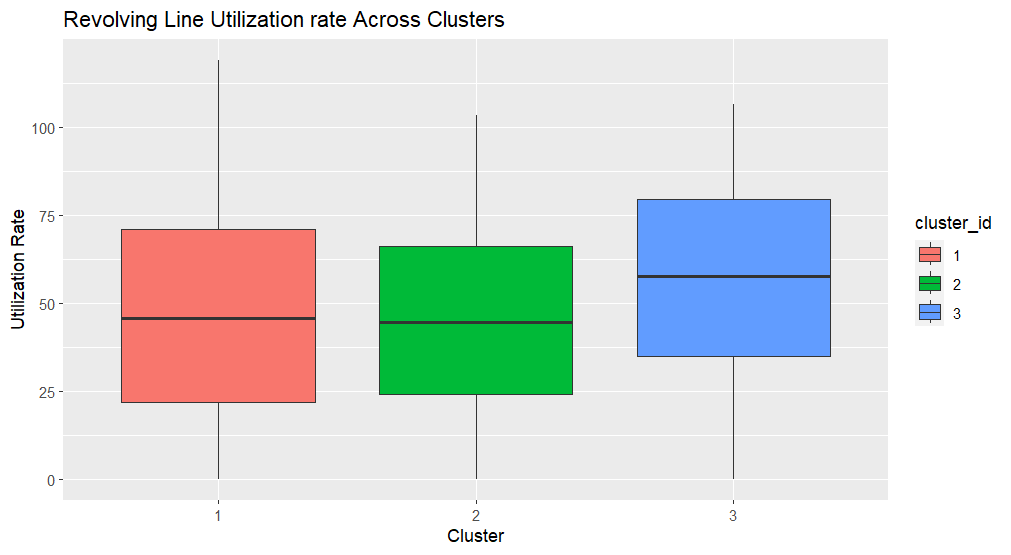 Revolving Line Utilization rate Across Clusters
Utilization Rate
100
75
50
25
0
1
2
3
Cluster
cluster_id
1
2
3